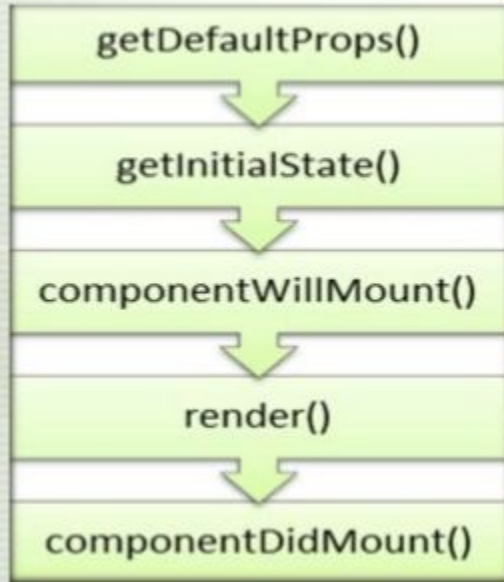 getDefaultProps()
getInitialState()
componentWillMount()
render()
componentDidMount()